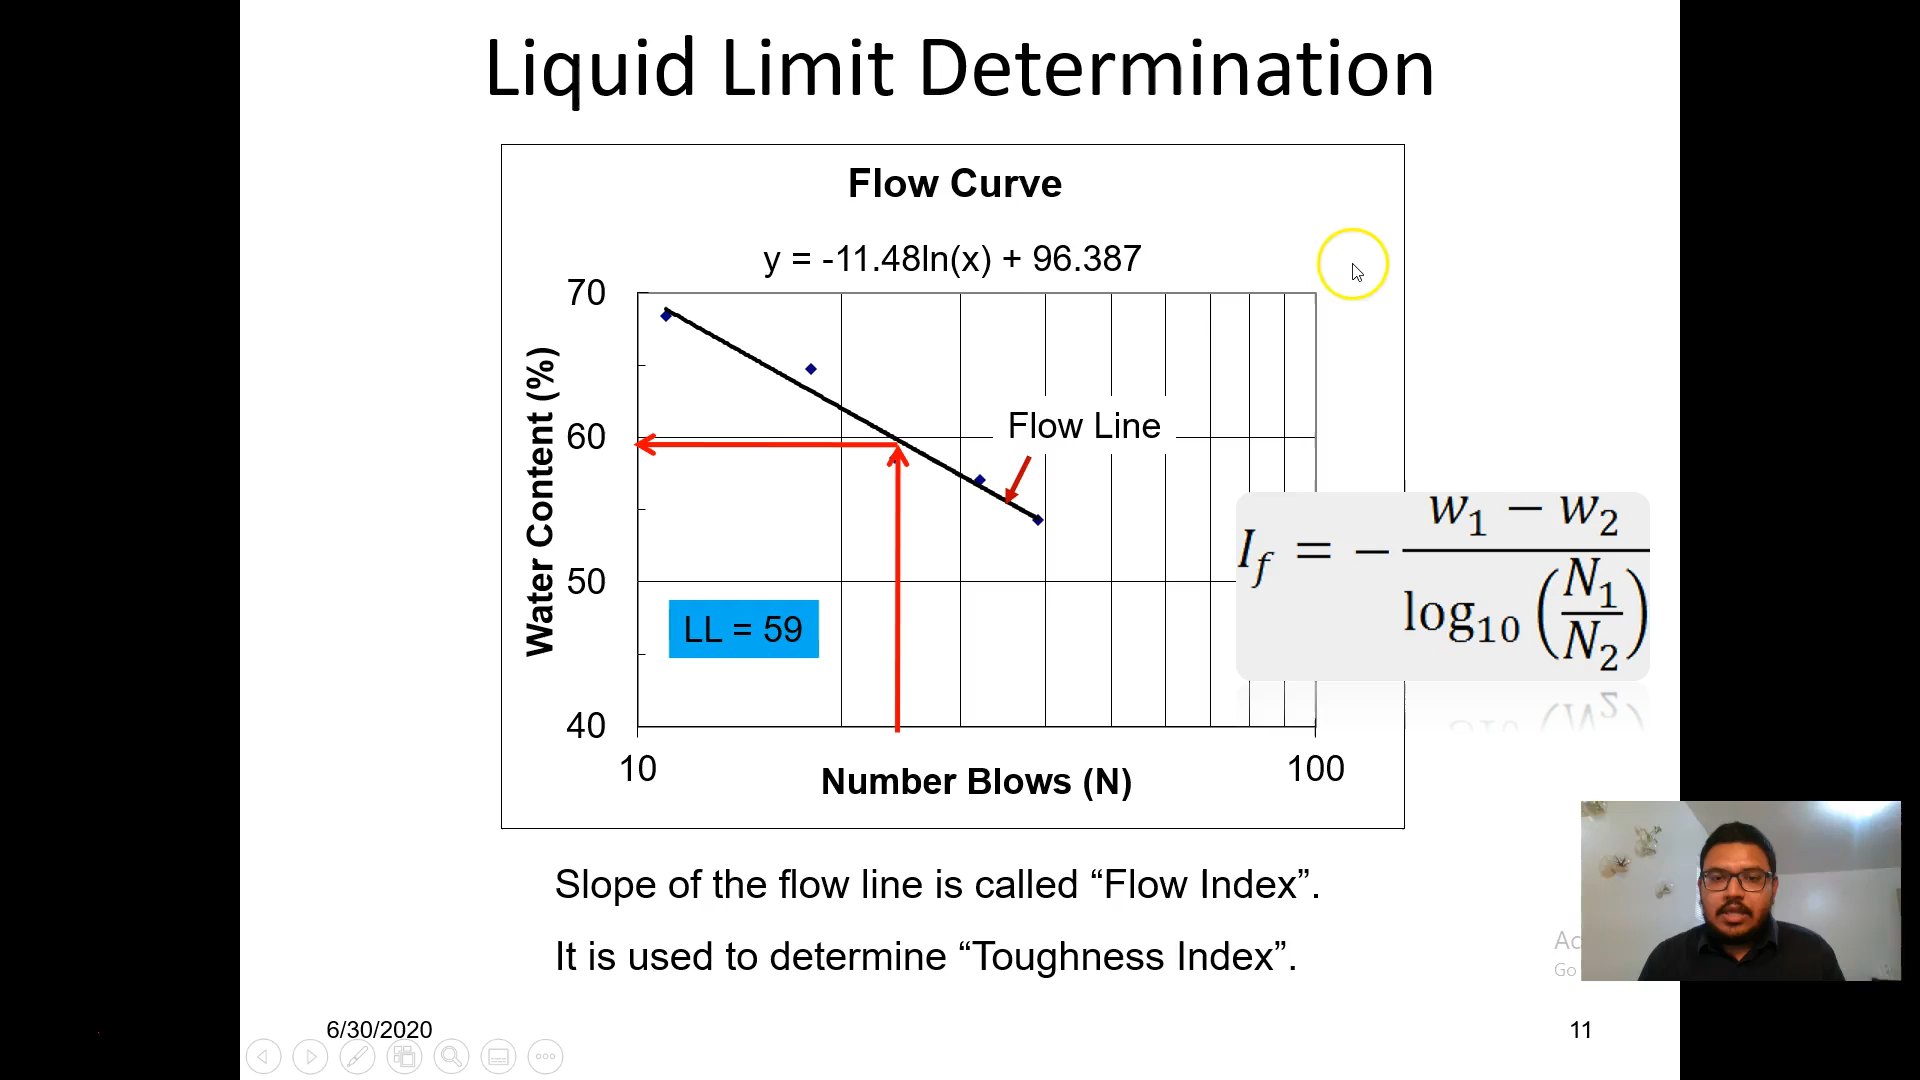 Liquid Limit Determination
Flow Curve
y = -11.48ln(x) + 96.387
70
60
50
40
Water Content (%)
Flow Line
LL = 59
10
100
Number Blows (N)
I_f = − (w_1 − w_2) / log_10 (N_1 / N_2)
Slope of the flow line is called “Flow Index”.
It is used to determine “Toughness Index”.
Go
6/30/2020
11